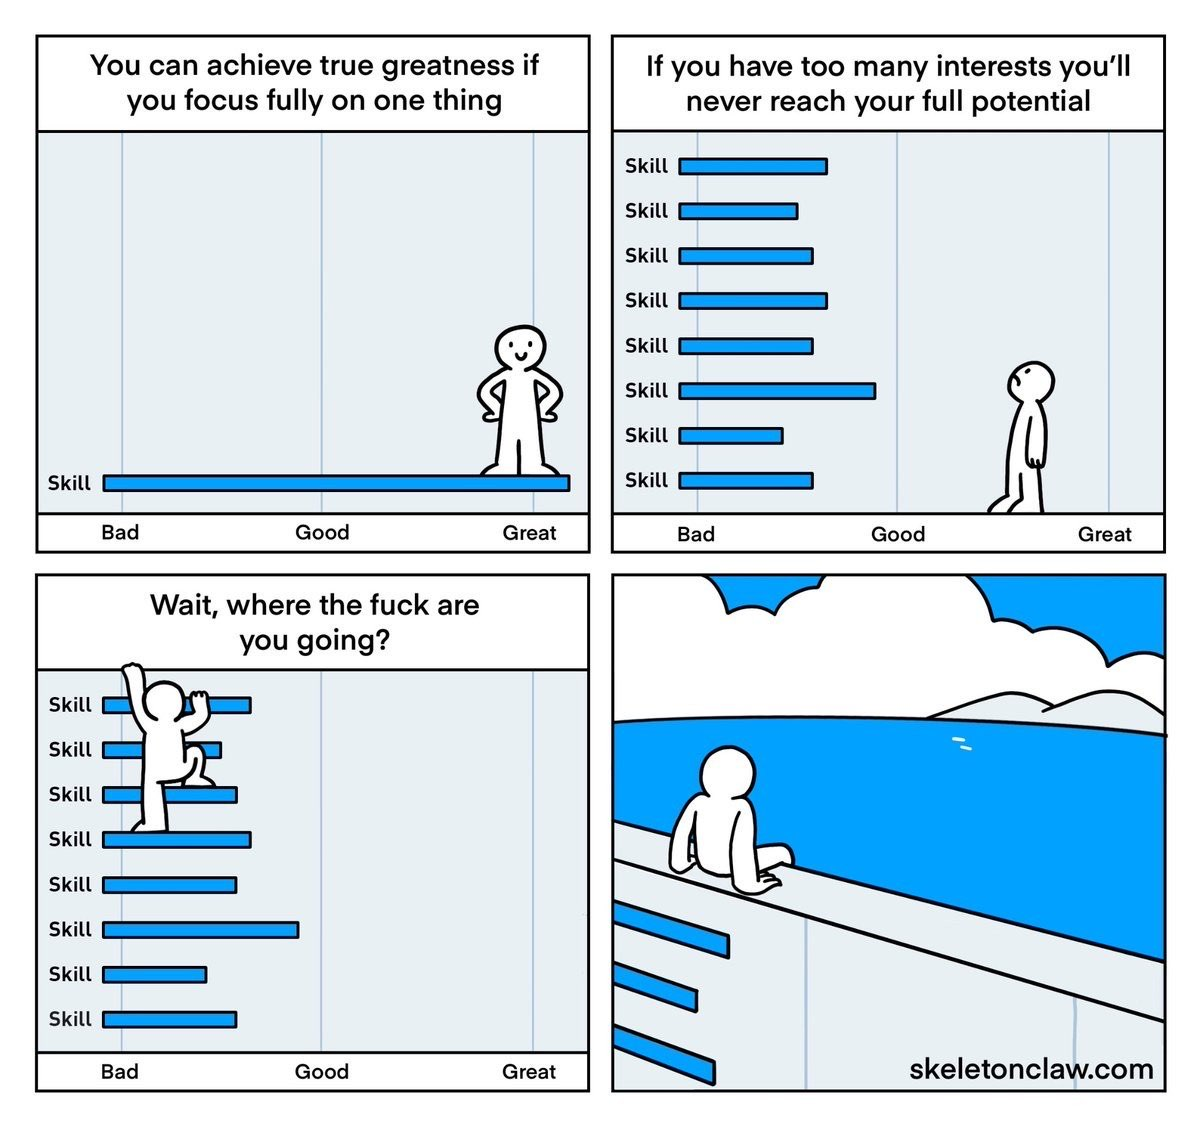 You can achieve true greatness if
you focus fully on one thing
Skill
Bad Good Great
If you have too many interests you'll
never reach your full potential
Skill
Skill
Skill
Skill
Skill
Skill
Skill
Skill
Bad Good Great
Wait, where the fuck are
you going?
Skill
Skill
Skill
Skill
Skill
Skill
Skill
Skill
Bad Good Great
skeletonclaw.com